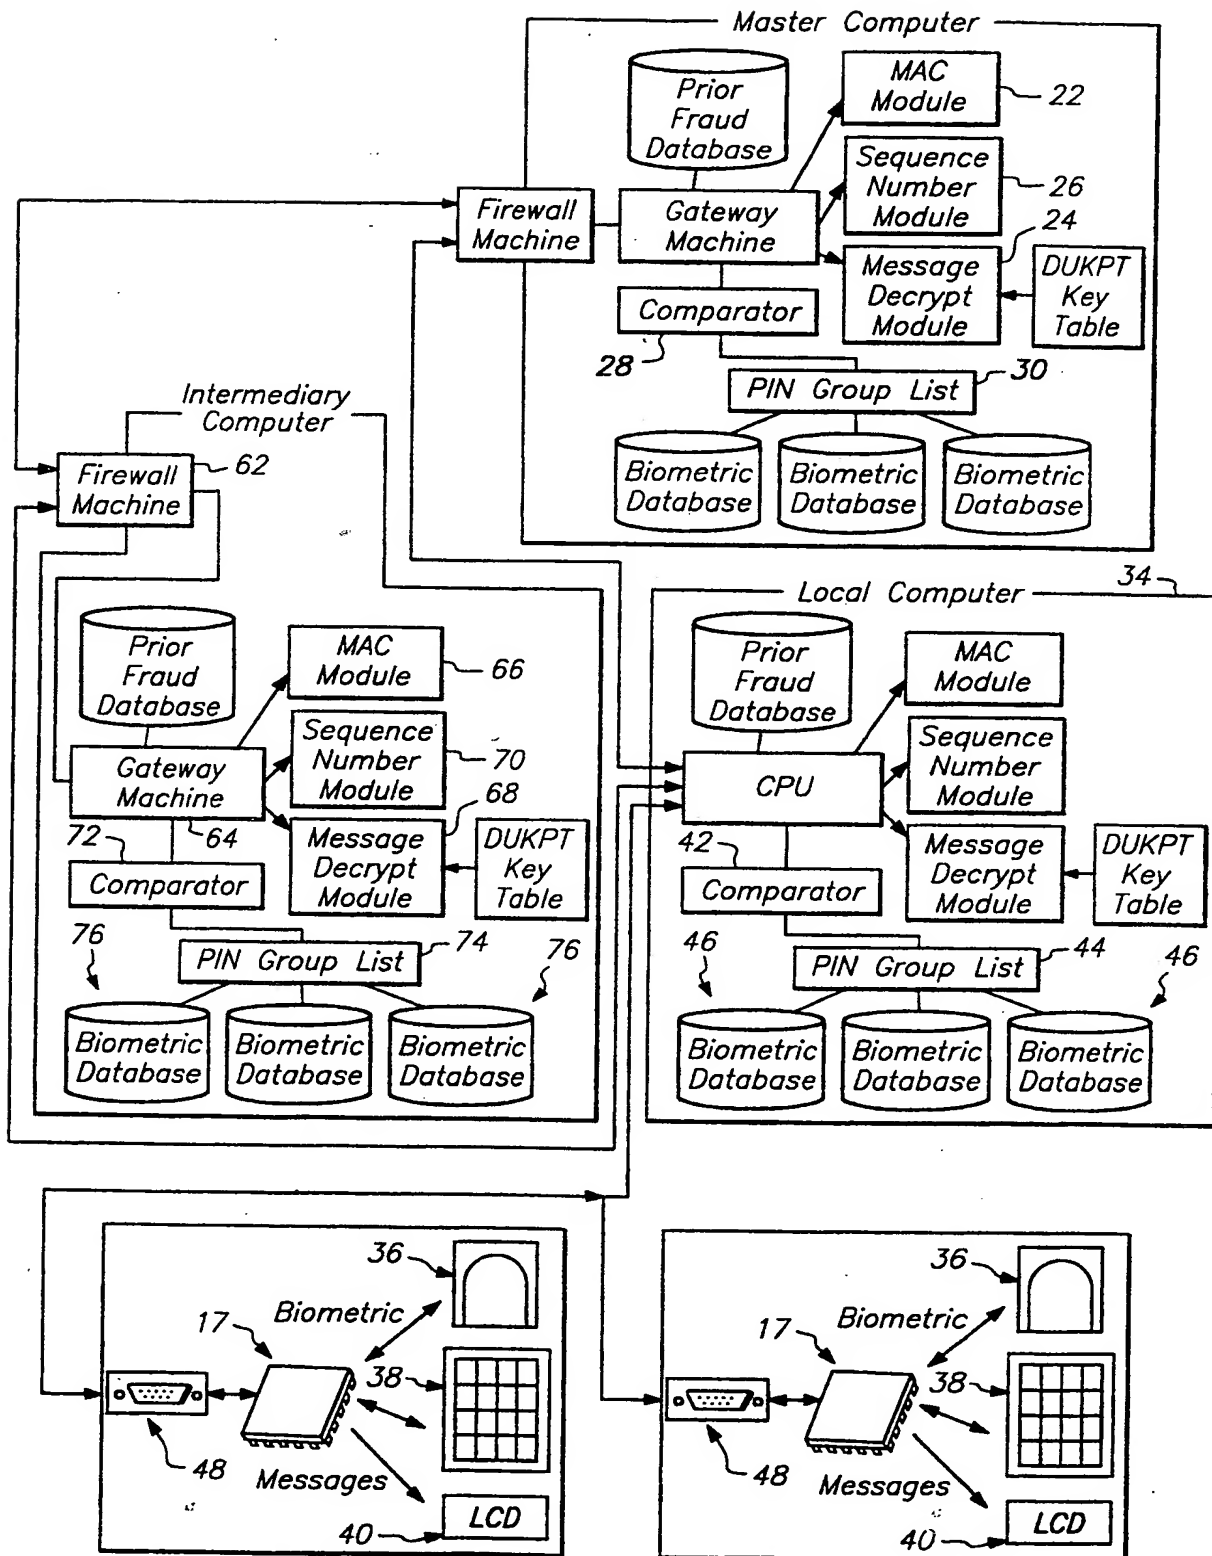 Master Computer
Prior
Fraud
Database
MAC
Module
22
Sequence
Number
Module
26
Firewall
Machine
Gateway
Machine
24
Message
Decrypt
Module
DUKPT
Key
Table
Comparator
28
30
PIN Group List
Biometric
Database
Biometric
Database
Biometric
Database
Intermediary
Computer
Firewall
Machine
62
Prior
Fraud
Database
MAC
Module
66
Sequence
Number
Module
70
Gateway
Machine
64
68
Message
Decrypt
Module
DUKPT
Key
Table
72
Comparator
74
PIN Group List
76
76
Biometric
Database
Biometric
Database
Biometric
Database
Local Computer
34
Prior
Fraud
Database
MAC
Module
Sequence
Number
Module
CPU
42
Message
Decrypt
Module
DUKPT
Key
Table
Comparator
44
PIN Group List
46
46
Biometric
Database
Biometric
Database
Biometric
Database
36
Biometric
17
38
48
Messages
40
LCD
36
Biometric
17
38
48
Messages
40
LCD